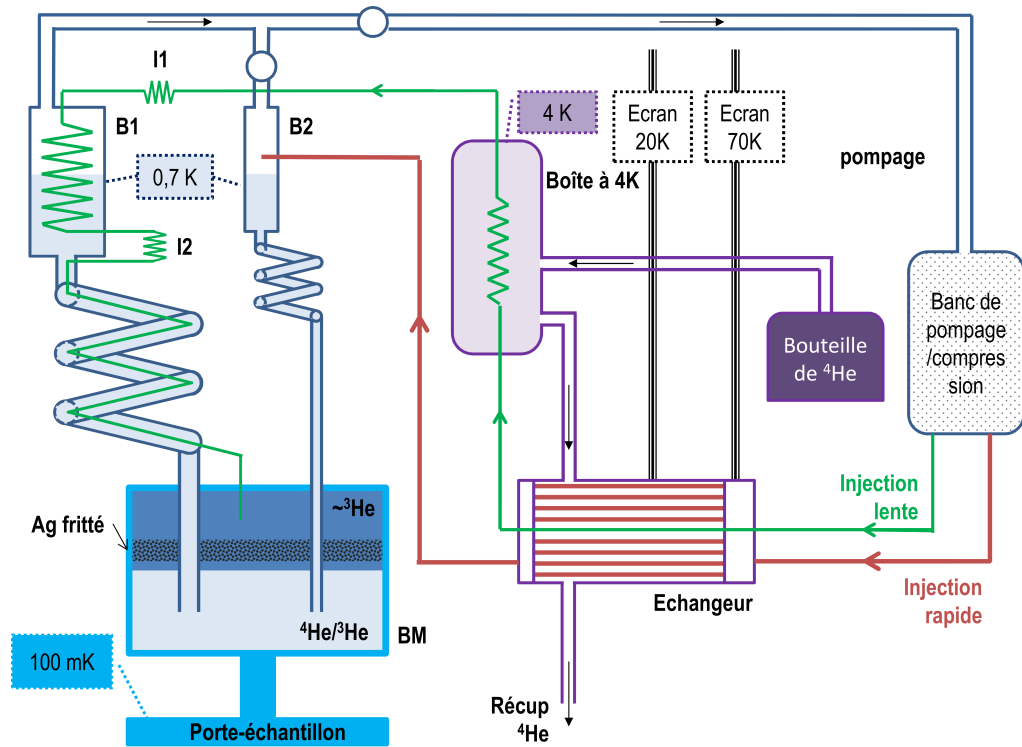 I1
B1
B2
0,7 K
I2
4 K
Ecran
20K
Ecran
70K
pompage
Boîte à 4K
Bouteille
de ⁴He
Banc de
pompage
/compres
sion
Injection
lente
Injection
rapide
Echangeur
Récup
⁴He
~³He
Ag fritté
⁴He/³He
BM
100 mK
Porte-échantillon